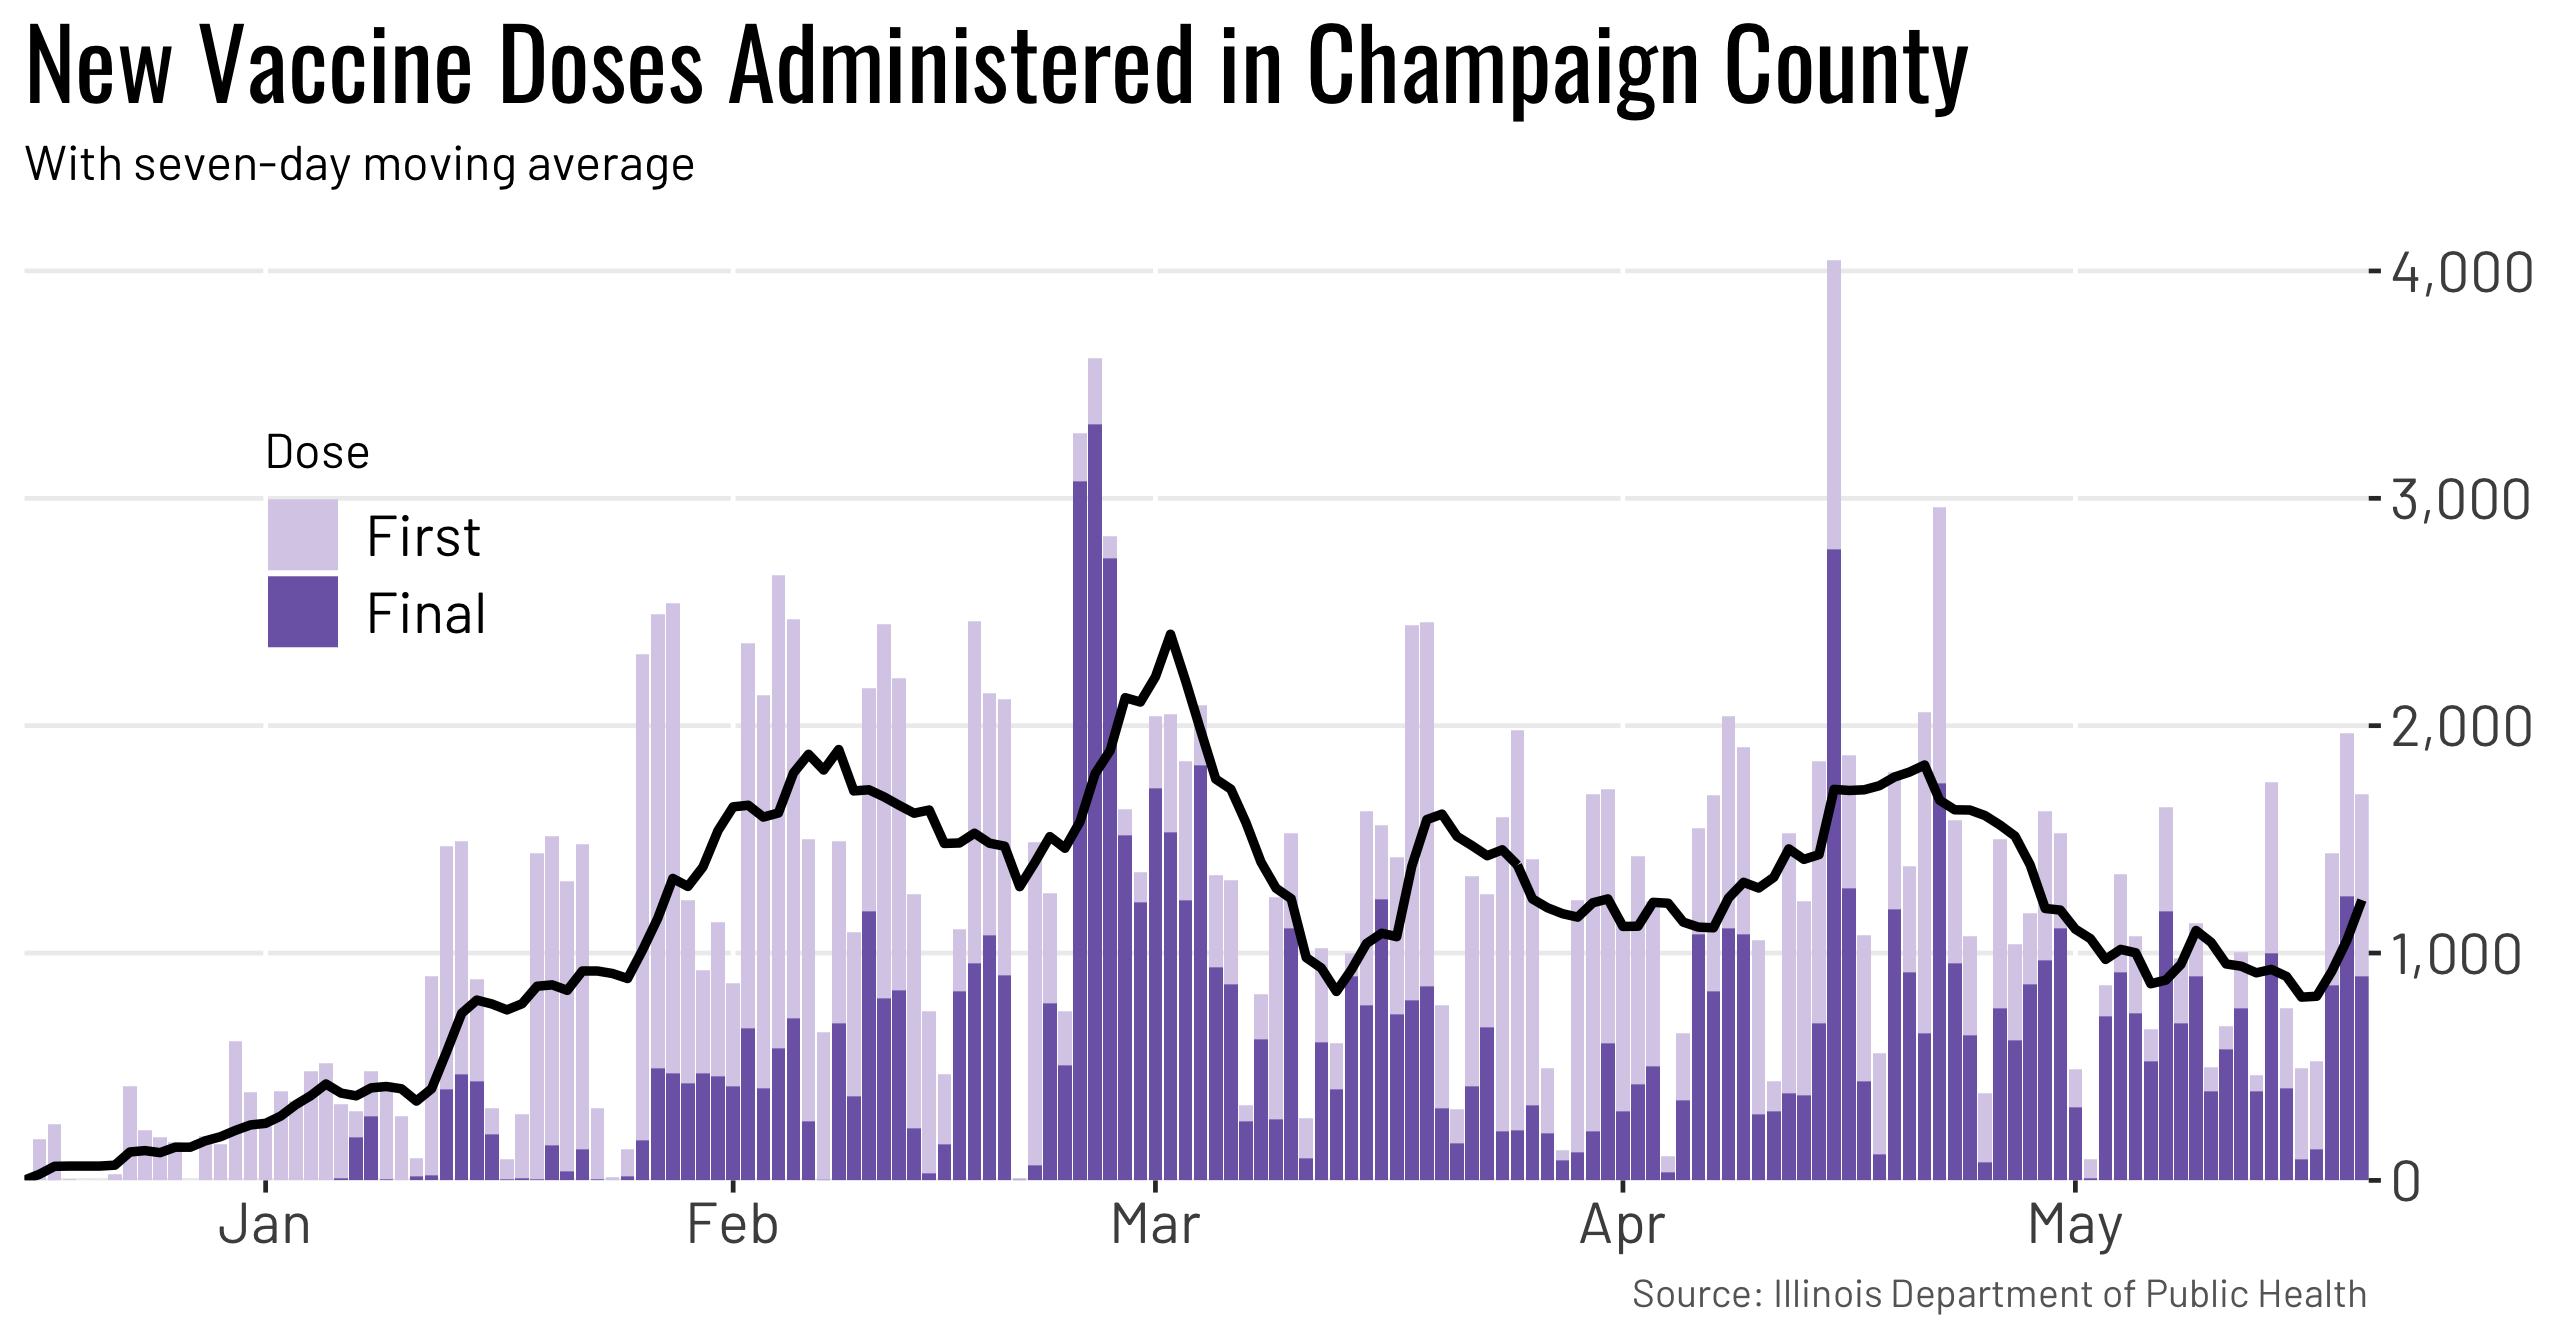 New Vaccine Doses Administered in Champaign County
With seven-day moving average
4,000
3,000
2,000
1,000
0
Dose
First
Final
Jan Feb Mar Apr May
Source: Illinois Department of Public Health